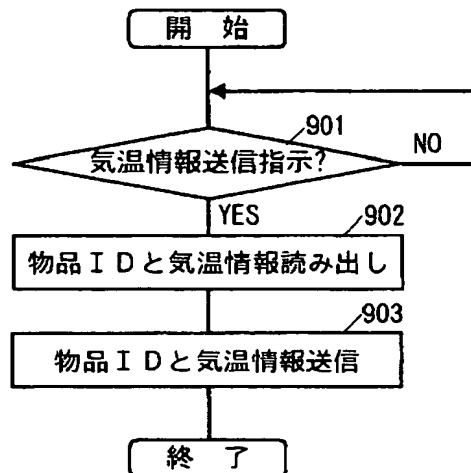 開 始
901
気温情報送信指示?
NO
YES
902
物品IDと気温情報読み出し
903
物品IDと気温情報送信
終 了